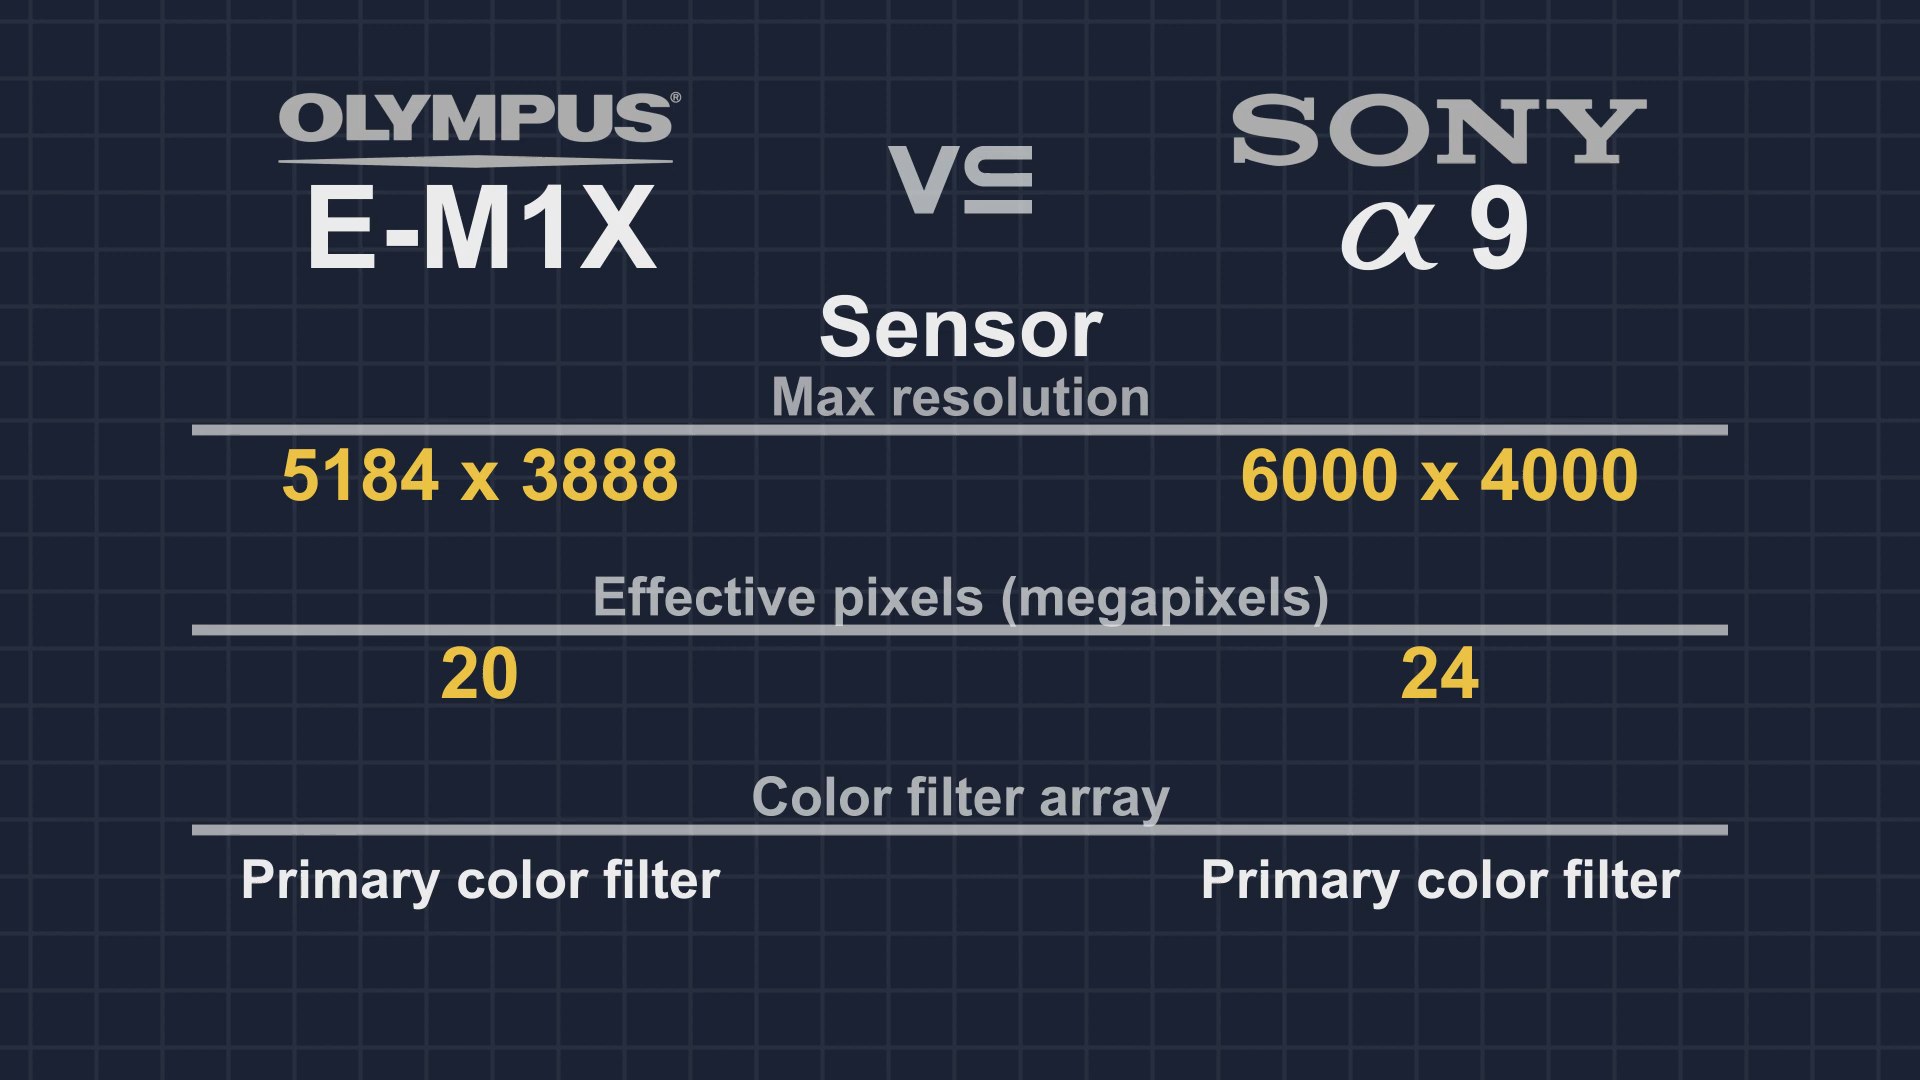 OLYMPUS®
E-M1X
VS
SONY
α 9
Sensor
Max resolution
5184 x 3888
6000 x 4000
Effective pixels (megapixels)
20
24
Color filter array
Primary color filter
Primary color filter